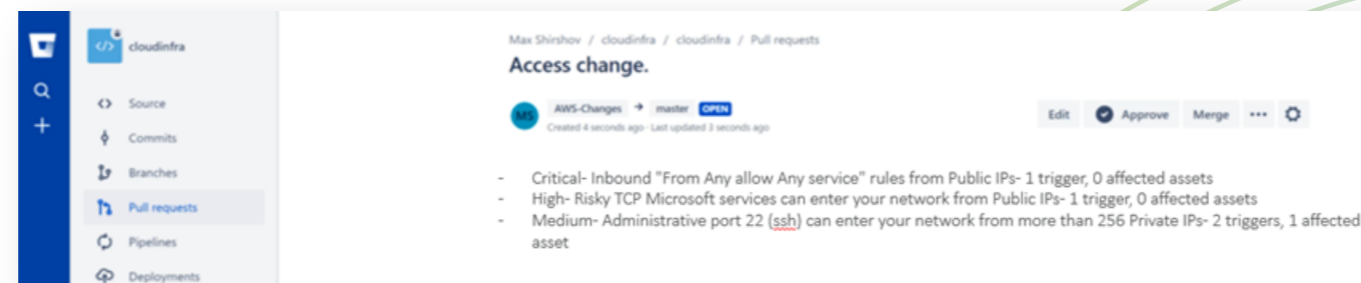 cloudinfra
Source
Commits
Branches
Pull requests
Pipelines
Deployments
Max Shirshov / cloudinfra / cloudinfra / Pull requests
Access change.
MS
AWS-Changes → master OPEN
Created 4 seconds ago · Last updated 3 seconds ago
Edit Approve Merge ...
- Critical- Inbound "From Any allow Any service" rules from Public IPs- 1 trigger, 0 affected assets
- High- Risky TCP Microsoft services can enter your network from Public IPs- 1 trigger, 0 affected assets
- Medium- Administrative port 22 (ssh) can enter your network from more than 256 Private IPs- 2 triggers, 1 affected
asset